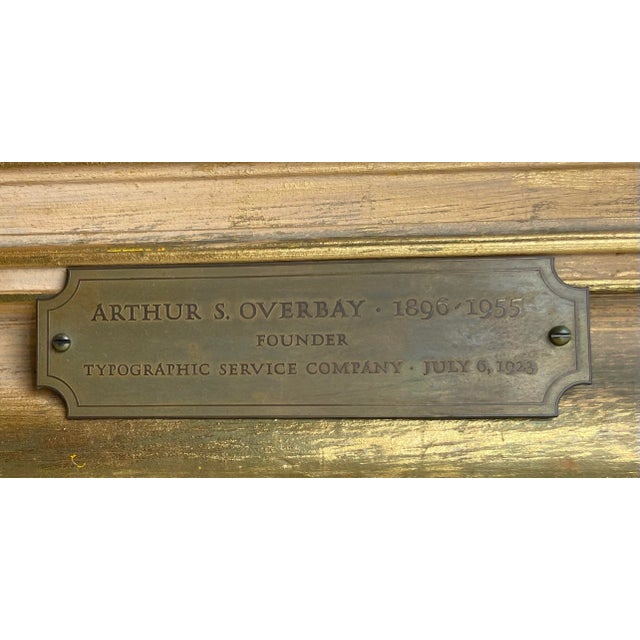 ARTHUR S. OVERBAY · 1896-1955
FOUNDER
TYPOGRAPHIC SERVICE COMPANY · JULY 6, 1923